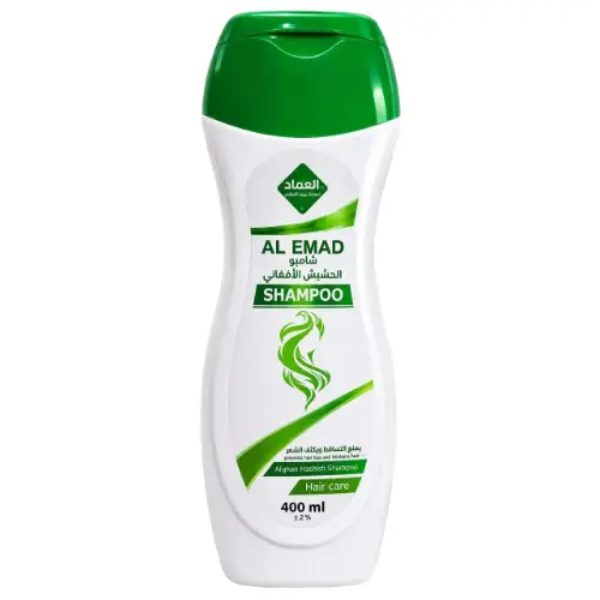 العماد
AL EMAD
شامبو
الحشيش الأفغاني
SHAMPOO
يمنع التساقط ويكثف الشعر
prevents hair loss and thickens hair
Afghan Hashish Shampoo
Hair care
400 ml
± 2%